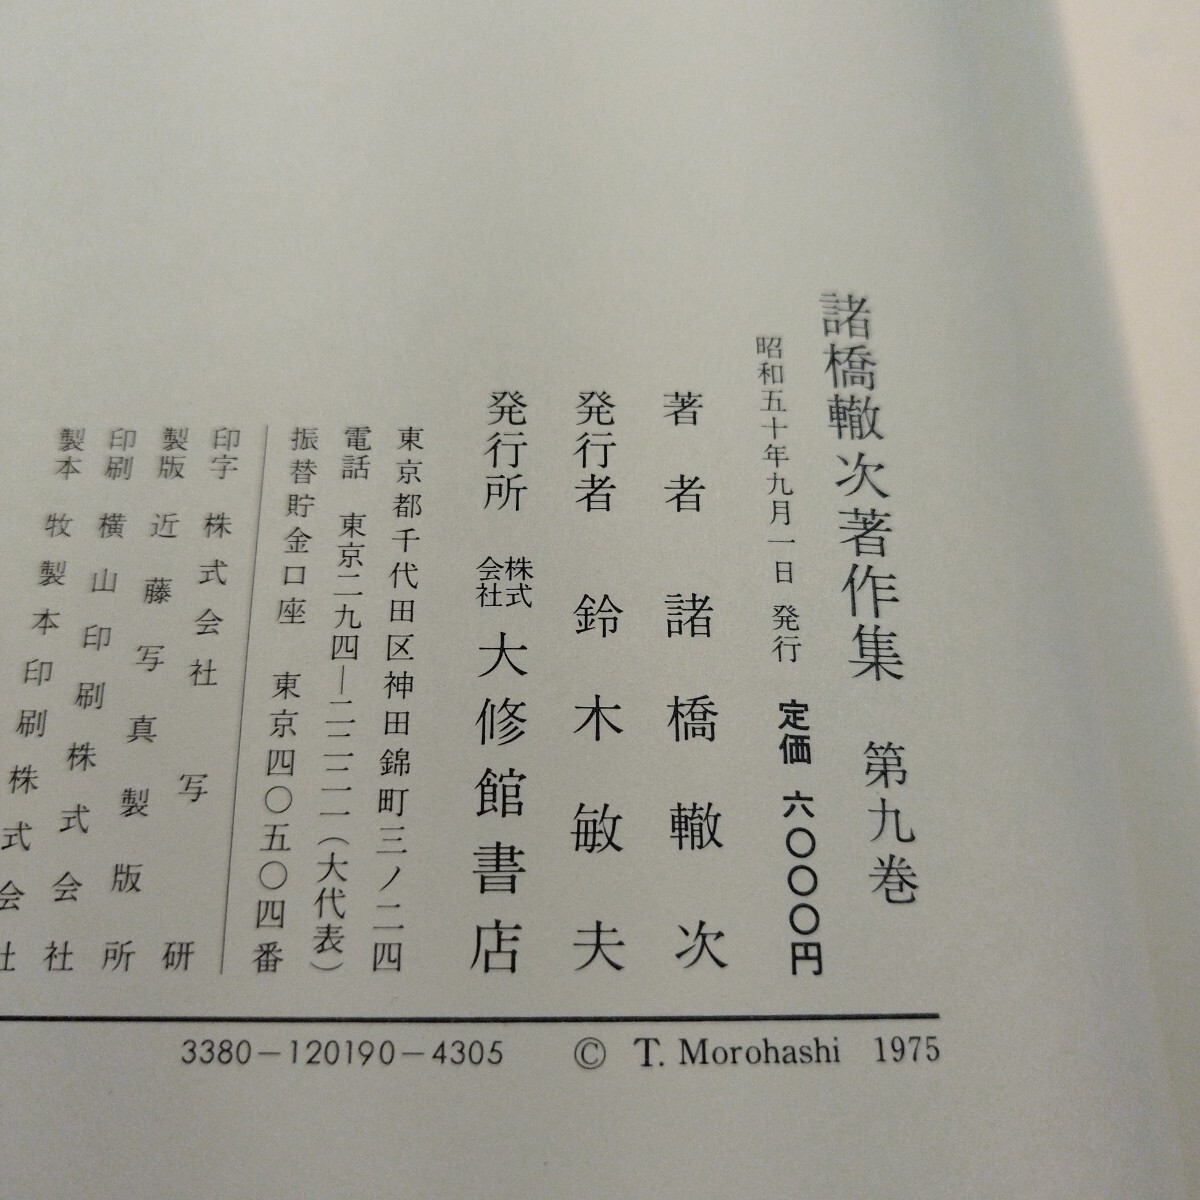 諸橋轍次著作集 第九巻
昭和五十年九月一日 発行 定価 六〇〇〇円
著者 諸橋轍次
発行者 鈴木敏夫
発行所 株式会社 大修館書店
東京都千代田区神田錦町三ノ二四
電話 東京二九四―二二二一(大代表)
振替貯金口座 東京四〇五〇四番
印字 株式会社 写研
製版 近藤写真製版所
印刷 横山印刷株式会社
製本 牧製本印刷株式会社
3380-120190-4305 © T. Morohashi 1975